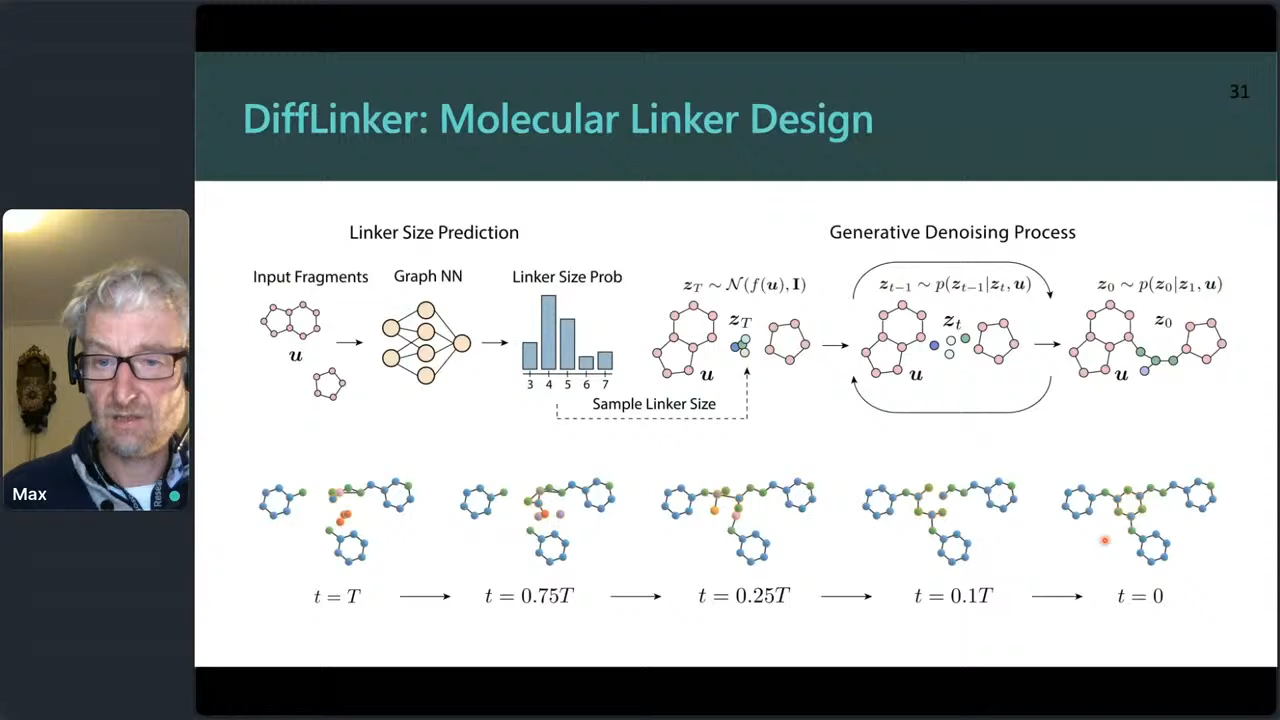 31
DiffLinker: Molecular Linker Design
Linker Size Prediction
Generative Denoising Process
Input Fragments
Graph NN
Linker Size Prob
u
3 4 5 6 7
Sample Linker Size
z_T ∼ 𝒩(f(u), I)
z_T
u
z_{t−1} ∼ p(z_{t−1}|z_t, u)
z_t
u
z_0 ∼ p(z_0|z_1, u)
z_0
u
Max
t = T
t = 0.75T
t = 0.25T
t = 0.1T
t = 0